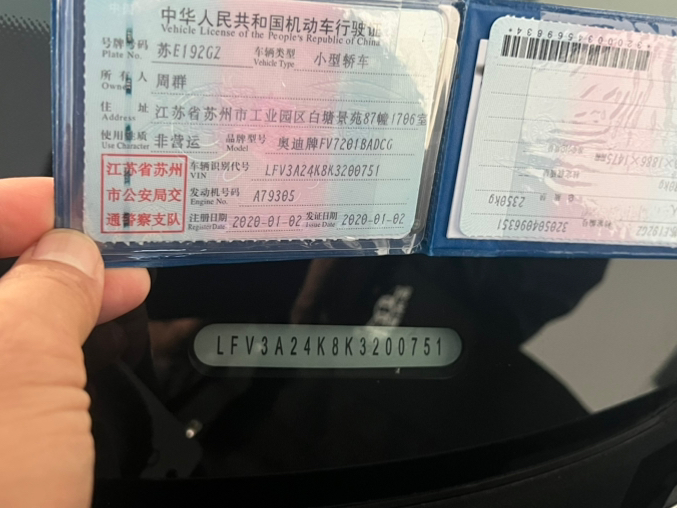 中华人民共和国机动车行驶证
Vehicle License of the People's Republic of China
号牌号码 苏E192GZ 车辆类型 小型轿车
Plate No. Vehicle Type
所有人 周群
Owner
住址 江苏省苏州市工业园区白塘景苑87幢1706室
Address
使用性质 非营运 品牌型号 奥迪牌FV7201BADCG
Use Character Model
江苏省苏州
市公安局交
通警察支队
车辆识别代号 LFV3A24K8K3200751
VIN
发动机号码 A79305
Engine No.
注册日期 2020-01-02 发证日期 2020-01-02
Register Date Issue Date
2350kg
320504096351
苏E192GZ
LFV3A24K8K3200751